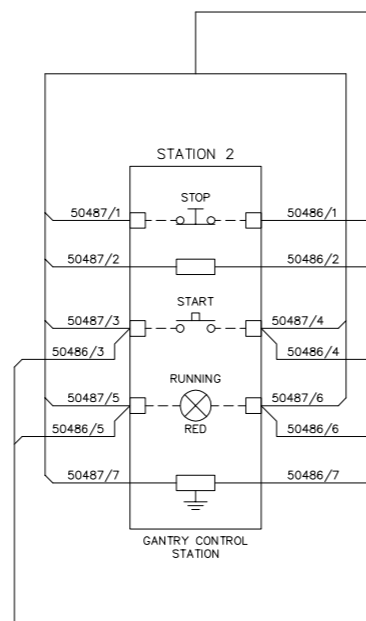 STATION 2
STOP
50487/1 50486/1
50487/2 50486/2
START
50487/3 50487/4
50486/3 50486/4
RUNNING
50487/5 50487/6
50486/5 RED 50486/6
50487/7 50486/7
GANTRY CONTROL
STATION